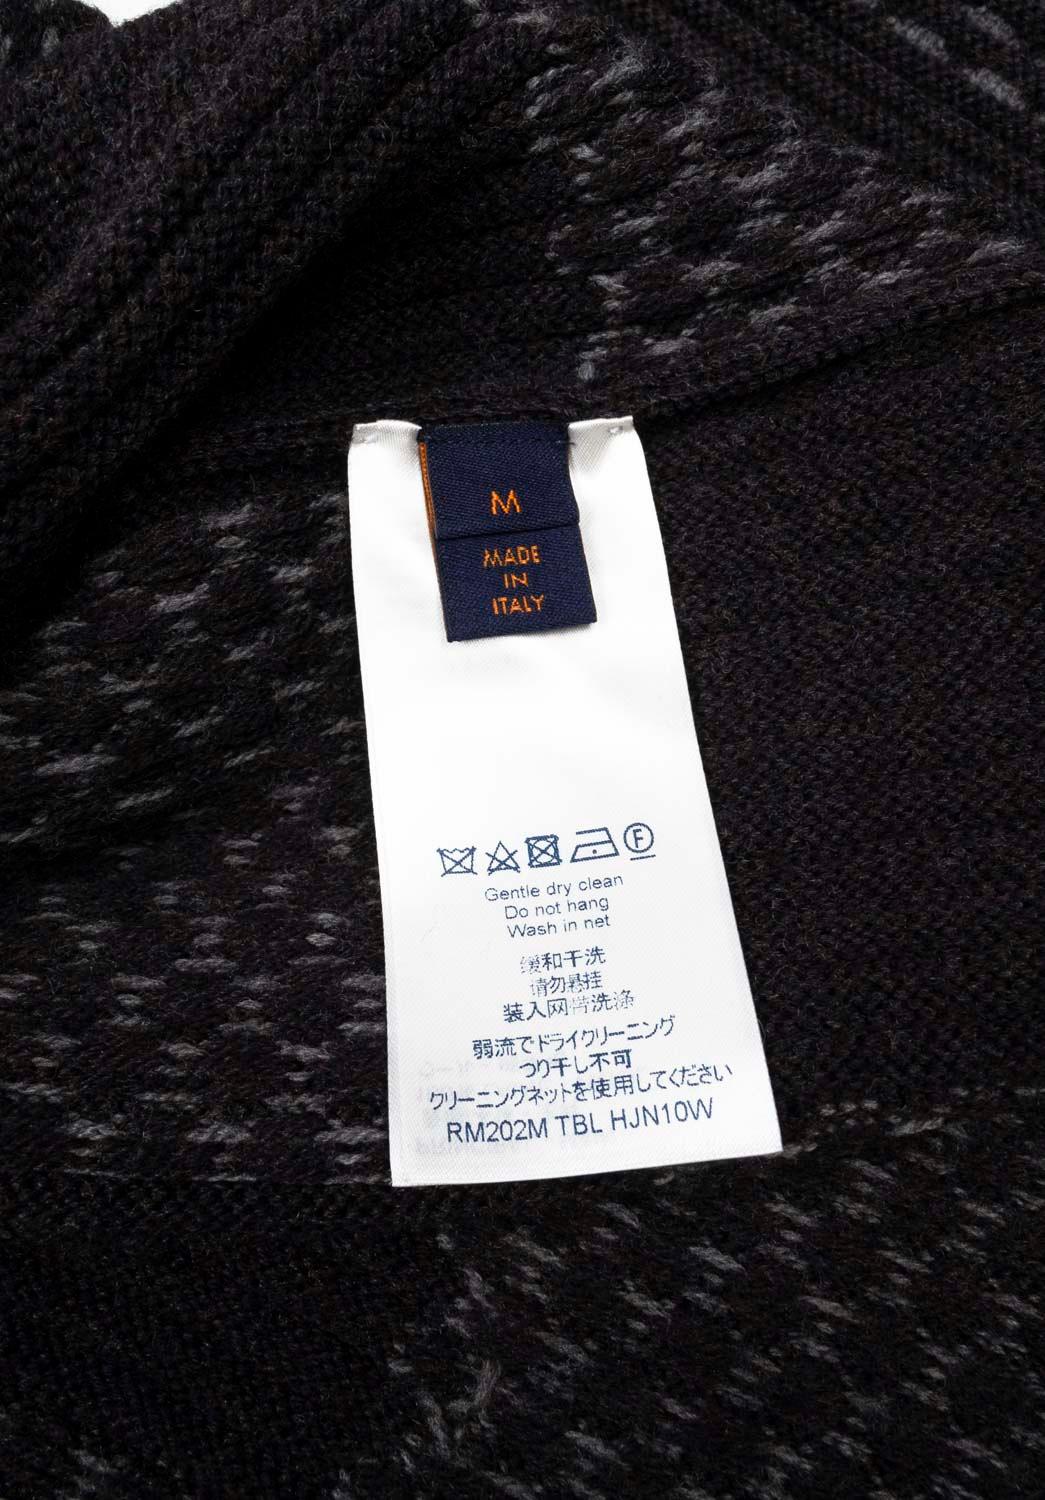 M
MADE
IN
ITALY
F
Gentle dry clean
Do not hang
Wash in net
缓和干洗
请勿悬挂
装入网带洗涤
弱流でドライクリーニング
つり干し不可
クリーニングネットを使用してください
RM202M TBL HJN10W